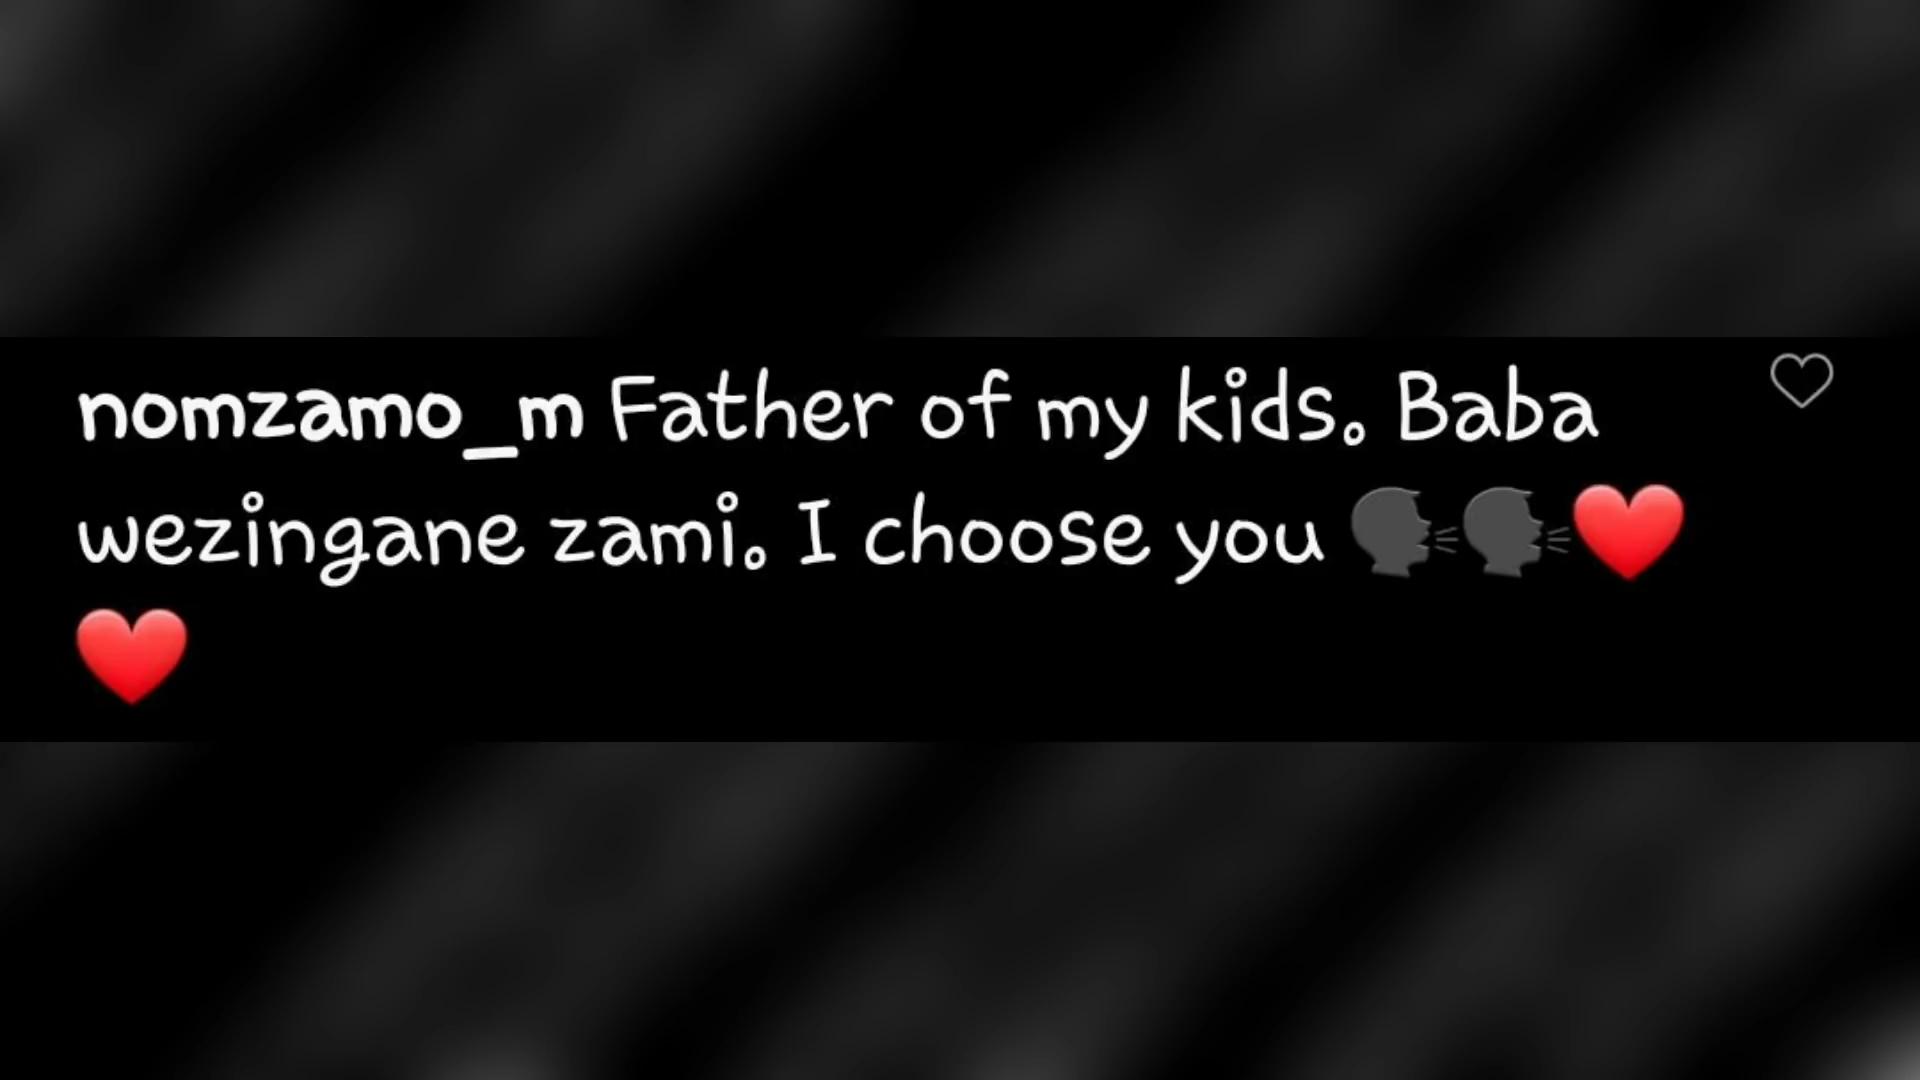 nomzamo_m Father of my kids. Baba
wezingane zami. I choose you 🗣🗣❤
❤